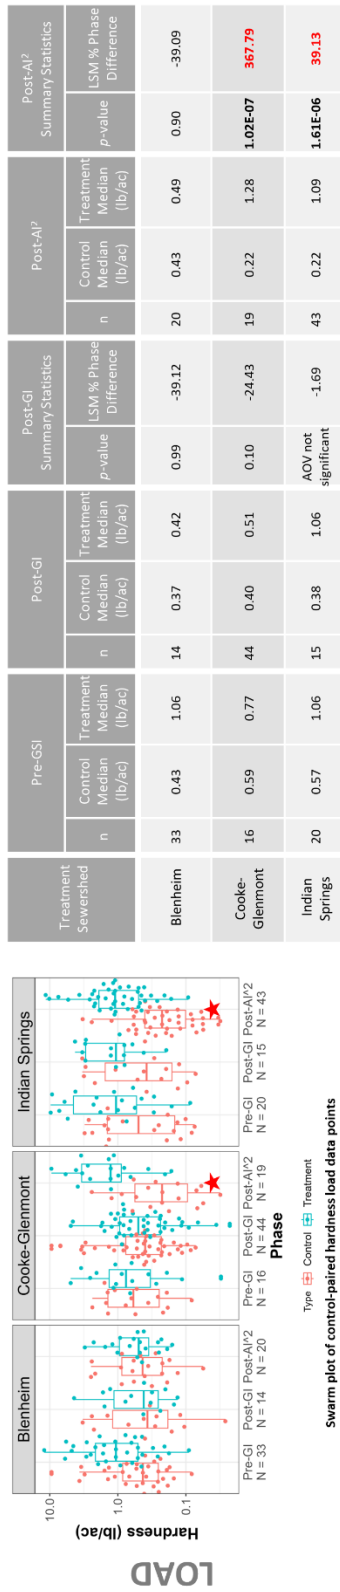 LOAD
Hardness (lb/ac)
10.0
1.0
0.1
Blenheim
Cooke-Glenmont
Indian Springs
Pre-GI Post-GI Post-AI^2
N = 33 N = 14 N = 20
Pre-GI Post-GI Post-AI^2
N = 16 N = 44 N = 19
Pre-GI Post-GI Post-AI^2
N = 20 N = 15 N = 43
Phase
Type Control Treatment
Swarm plot of control-paired hardness load data points
Treatment Sewershed
Pre-GSI
Post-GI
Post-GI Summary Statistics
Post-AI²
Post-AI² Summary Statistics
n Control Median (lb/ac) Treatment Median (lb/ac) n Control Median (lb/ac) Treatment Median (lb/ac) p-value LSM % Phase Difference n Control Median (lb/ac) Treatment Median (lb/ac) p-value LSM % Phase Difference
Blenheim 33 0.43 1.06 14 0.37 0.42 0.99 -39.12 20 0.43 0.49 0.90 -39.09
Cooke-Glenmont 16 0.59 0.77 44 0.40 0.51 0.10 -24.43 19 0.22 1.28 1.02E-07 367.79
Indian Springs 20 0.57 1.06 15 0.38 1.06 AOV not significant -1.69 43 0.22 1.09 1.61E-06 39.13